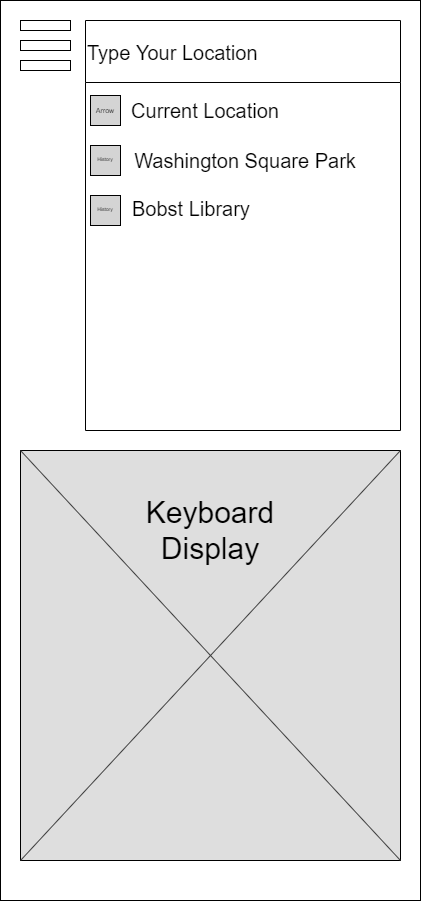 Type Your Location
Arrow
Current Location
History
Washington Square Park
History
Bobst Library
Keyboard
Display